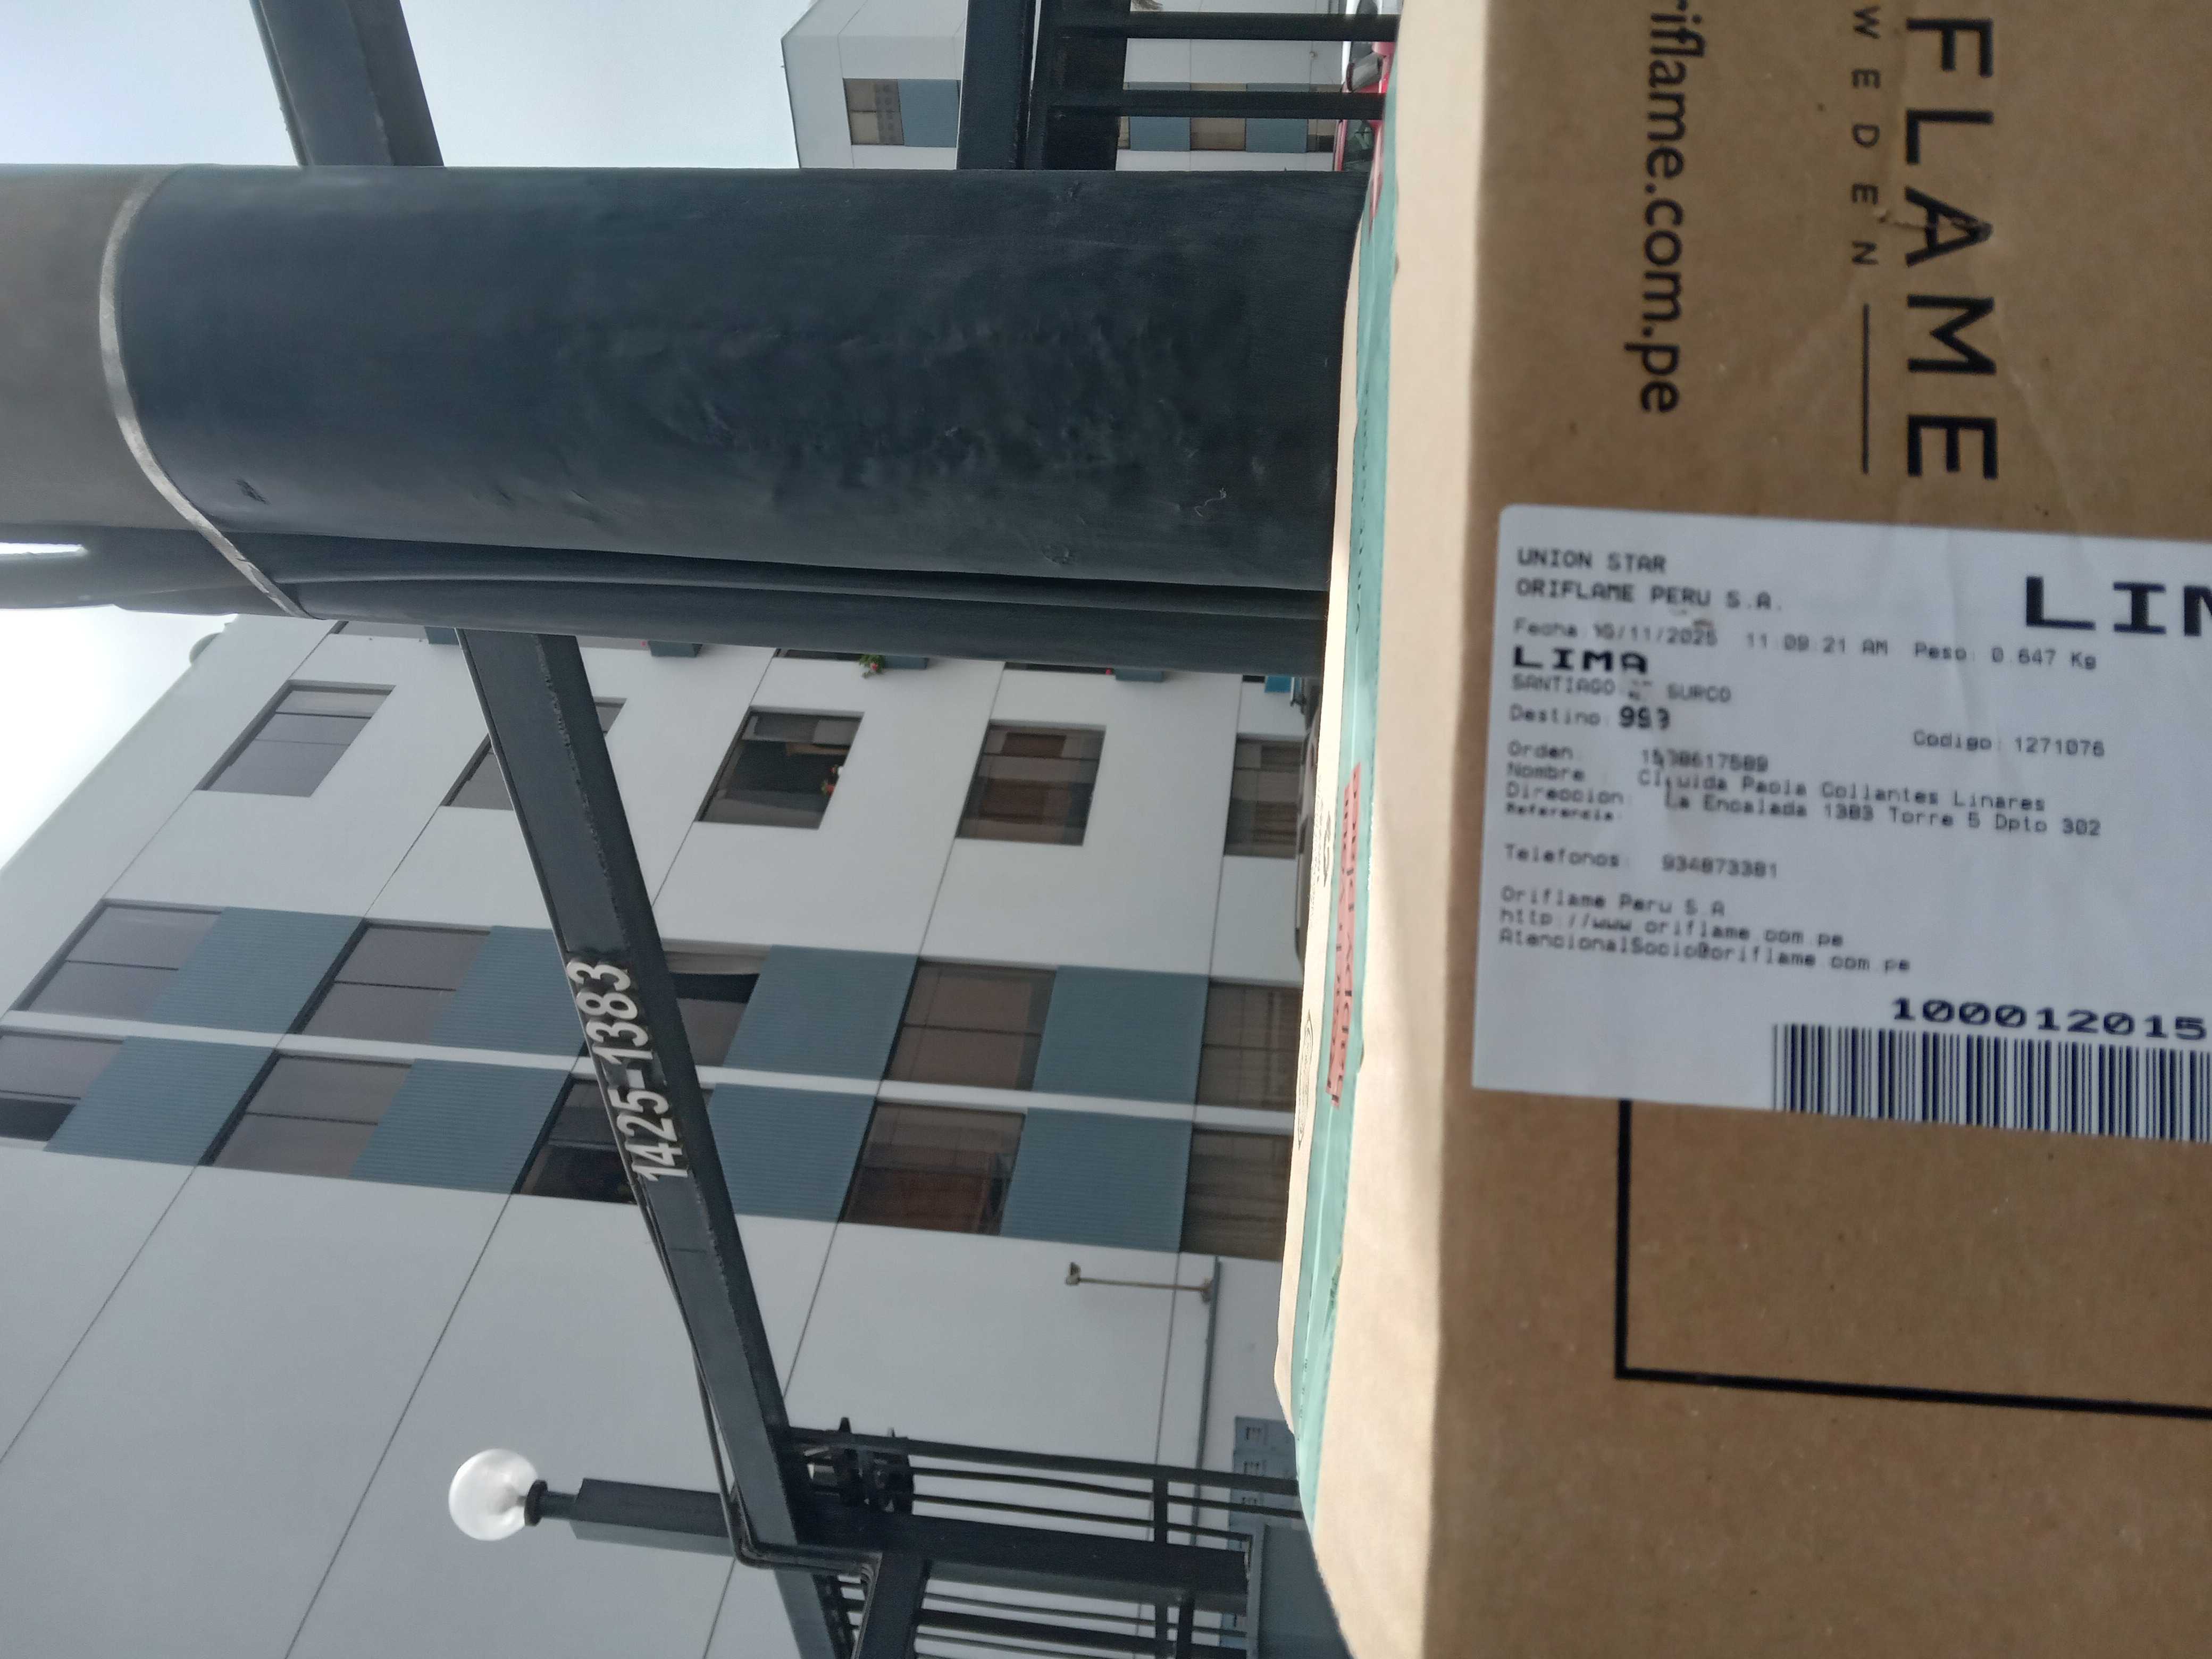 FLAME
WEDEN
riflame.com.pe
UNION STAR
ORIFLAME PERU S.A.
LIM
Fecha: 10/11/2025 11:09:21 AM Peso: 0.647 Kg
LIMA
SANTIAGO SURCO
Destino:
Codigo: 1271076
Orden:
Nombre : Paola Collantes Linares
Direccion: La Encalada 1383 Torre 5 Dpto 302
Referencia:
Telefonos: 934873381
Oriflame Peru S.A
http://www.oriflame.com.pe
AtencionalSocio@oriflame.com.pe
100012015
1425-1383